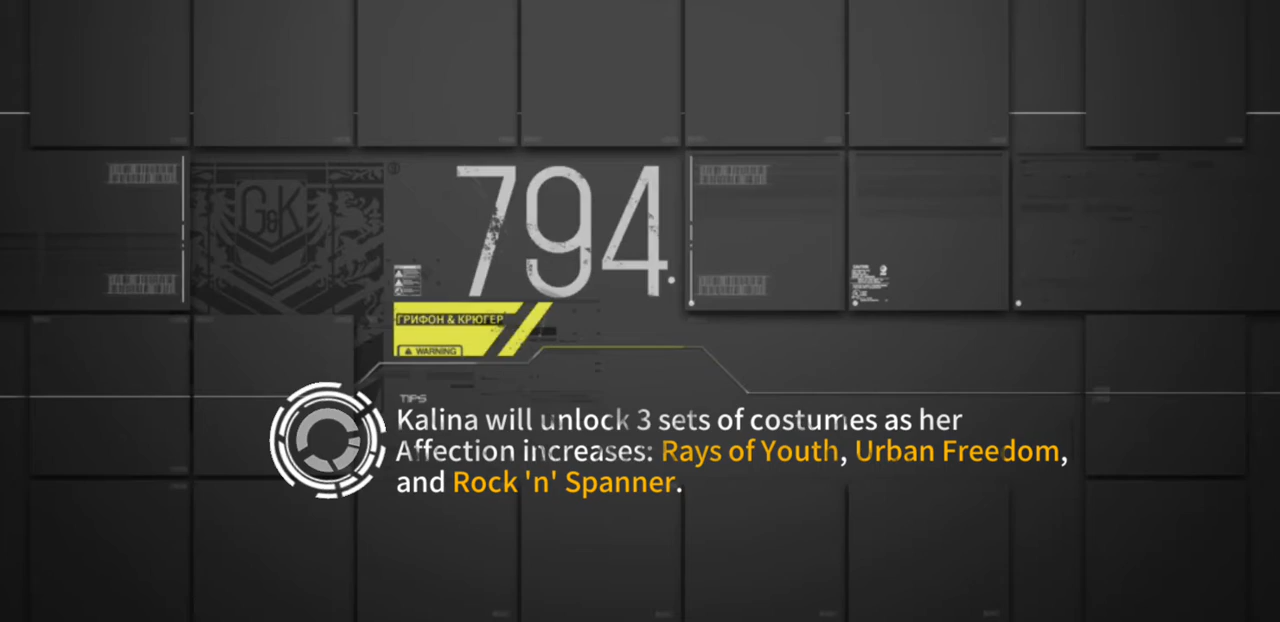 G&K
794.
ГРИФОН & КРЮГЕР
WARNING
TIPS
Kalina will unlock 3 sets of costumes as her
Affection increases: Rays of Youth, Urban Freedom,
and Rock 'n' Spanner.